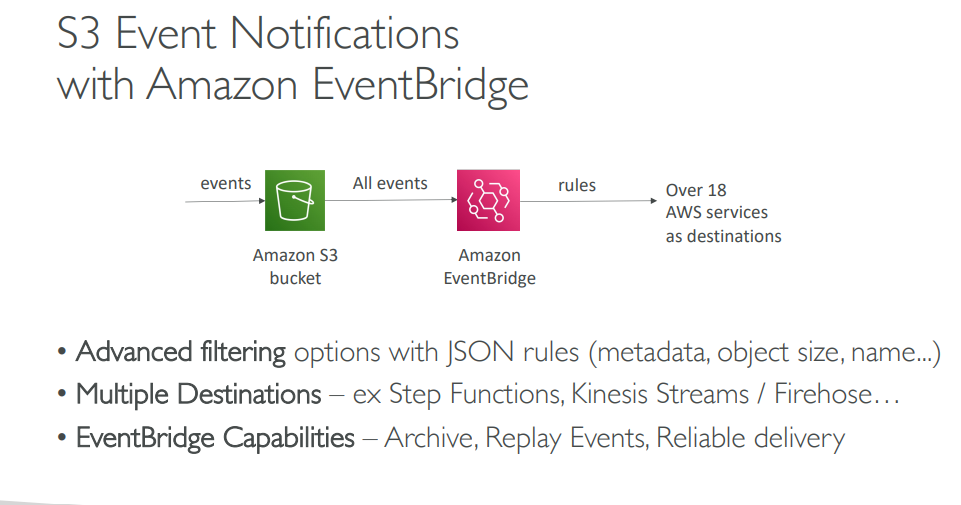 S3 Event Notifications
with Amazon EventBridge
events
All events
rules
Over 18
AWS services
as destinations
Amazon S3
bucket
Amazon
EventBridge
• Advanced filtering options with JSON rules (metadata, object size, name...)
• Multiple Destinations – ex Step Functions, Kinesis Streams / Firehose…
• EventBridge Capabilities – Archive, Replay Events, Reliable delivery